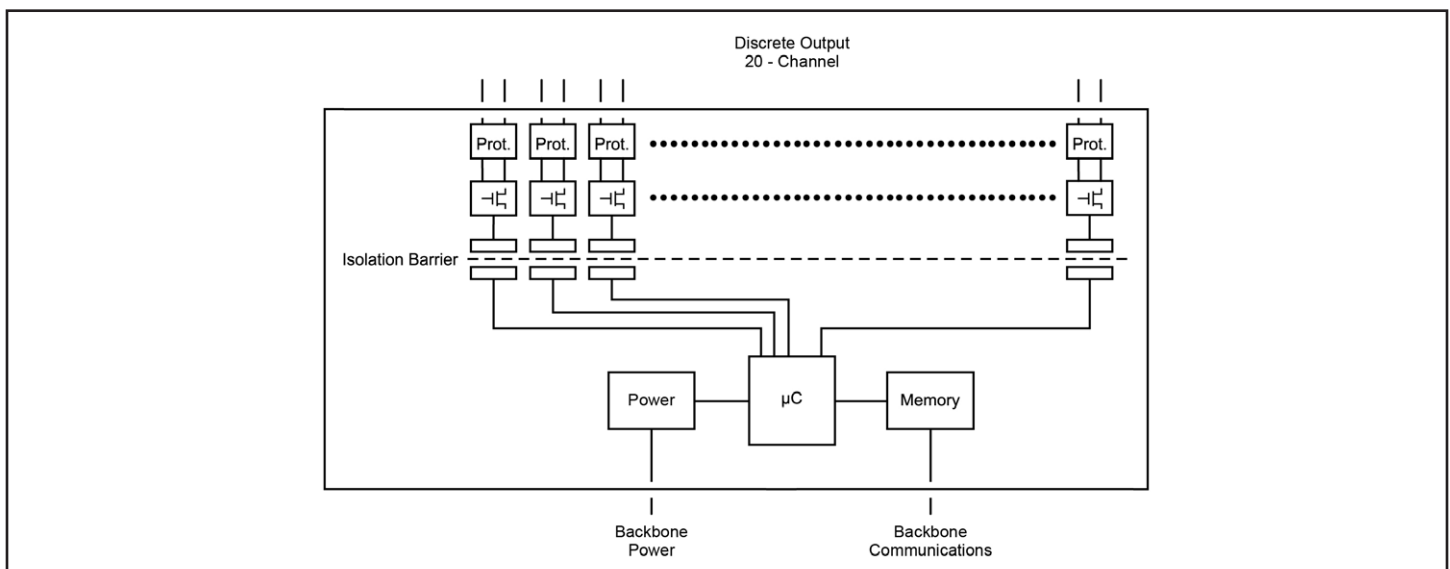 Discrete Output
20 - Channel
Prot. Prot. Prot. Prot.
Isolation Barrier
Power µC Memory
Backbone Power
Backbone Communications